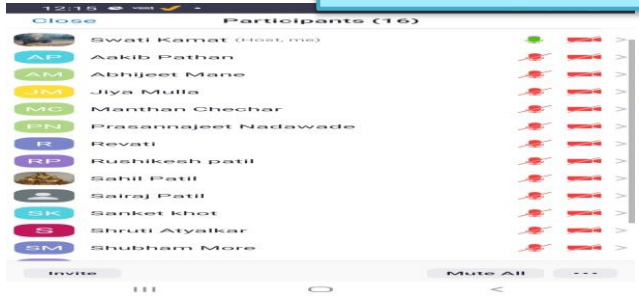 12:15
Close Participants (16)
Swati Kamat (Host, me)
AP Aakib Pathan
AM Abhijeet Mane
JM Jiya Mulla
MC Manthan Chechar
PN Prasannajeet Nadawade
R Revati
RP Rushikesh patil
Sahil Patil
Sairaj Patil
SK Sanket khot
S Shruti Atyalkar
SM Shubham More
Invite Mute All ...